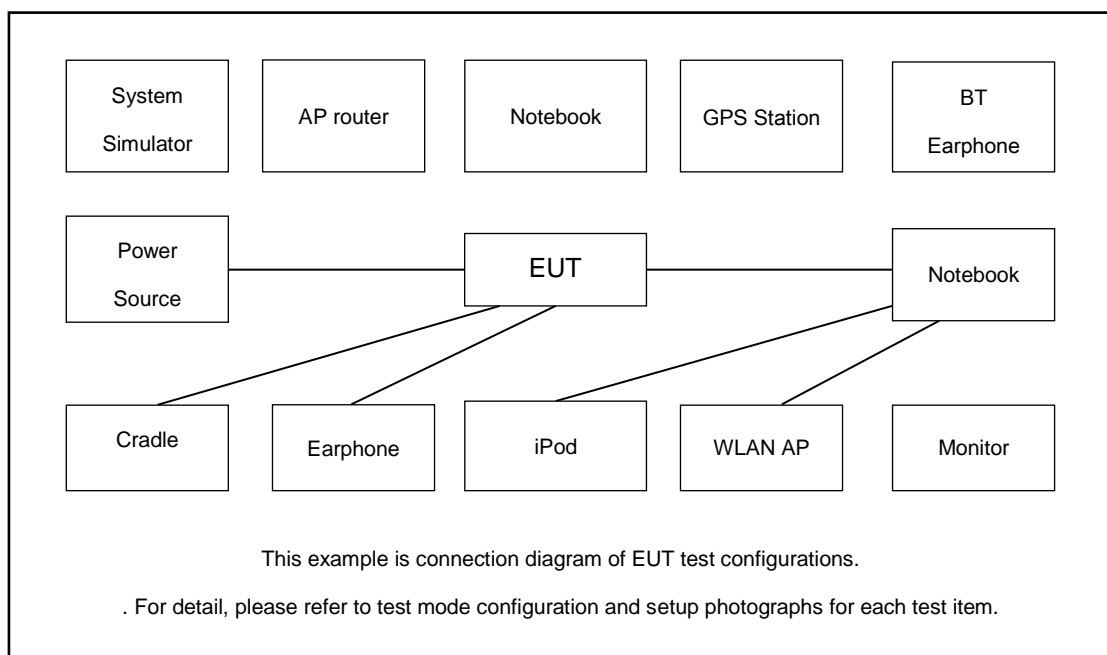 System
Simulator
AP router
Notebook
GPS Station
BT
Earphone
Power
Source
EUT
Notebook
Cradle
Earphone
iPod
WLAN AP
Monitor
This example is connection diagram of EUT test configurations.
. For detail, please refer to test mode configuration and setup photographs for each test item.